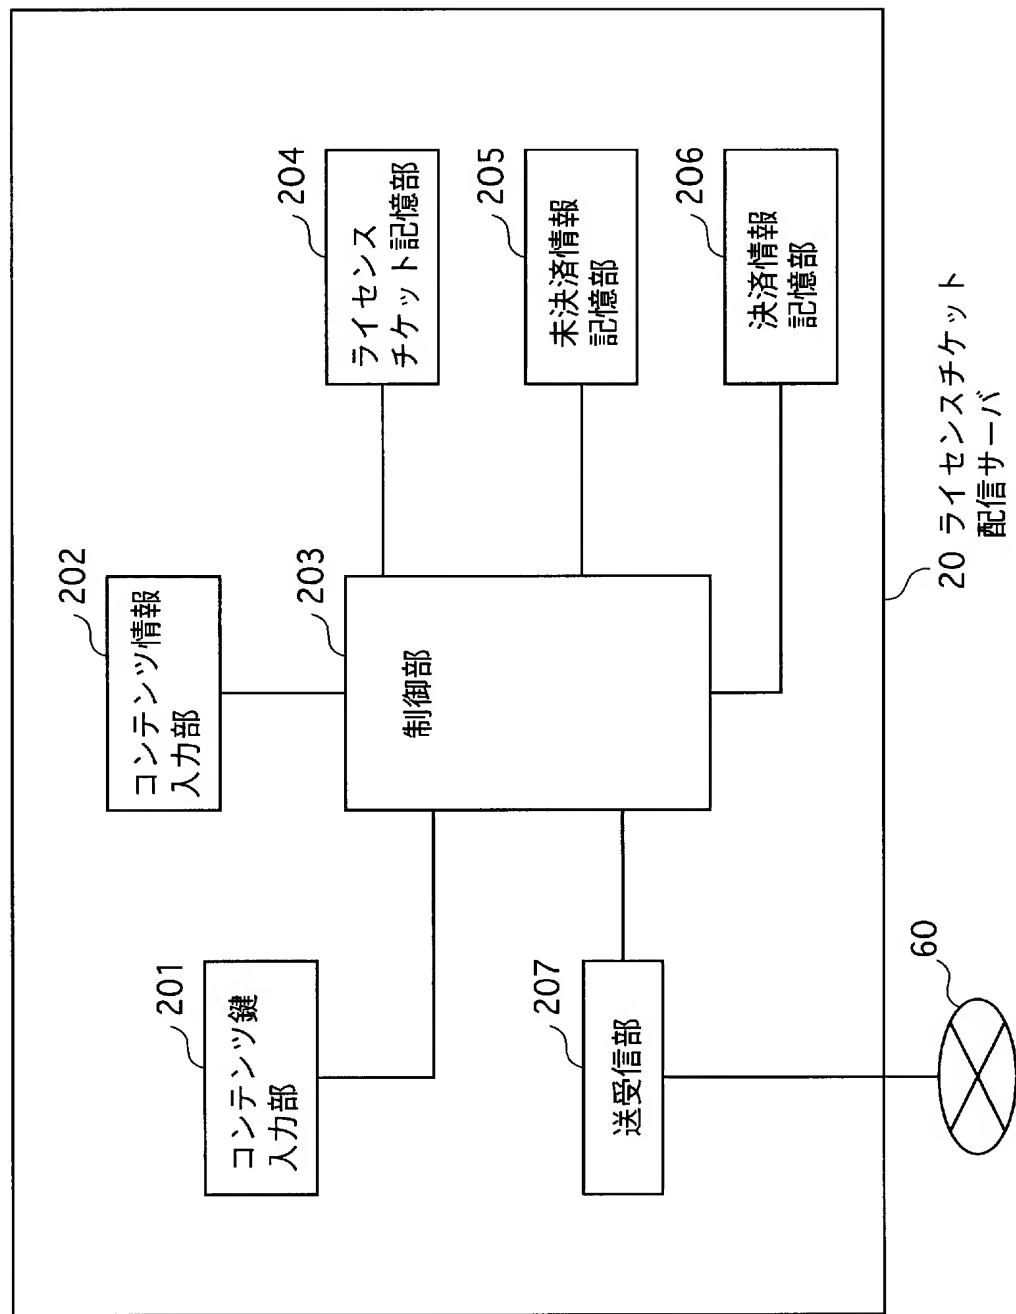 201
コンテンツ鍵
入力部
202
コンテンツ情報
入力部
203
制御部
204
ライセンス
チケット記憶部
205
未決済情報
記憶部
206
決済情報
記憶部
207
送受信部
60
20 ライセンスチケット
配信サーバ